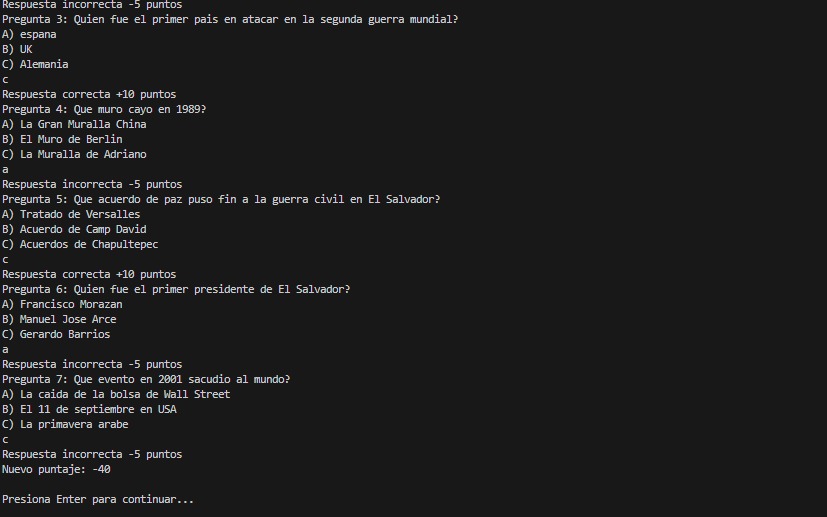 Respuesta incorrecta -5 puntos
Pregunta 3: Quien fue el primer pais en atacar en la segunda guerra mundial?
A) espana
B) UK
C) Alemania
c
Respuesta correcta +10 puntos
Pregunta 4: Que muro cayo en 1989?
A) La Gran Muralla China
B) El Muro de Berlin
C) La Muralla de Adriano
a
Respuesta incorrecta -5 puntos
Pregunta 5: Que acuerdo de paz puso fin a la guerra civil en El Salvador?
A) Tratado de Versalles
B) Acuerdo de Camp David
C) Acuerdos de Chapultepec
c
Respuesta correcta +10 puntos
Pregunta 6: Quien fue el primer presidente de El Salvador?
A) Francisco Morazan
B) Manuel Jose Arce
C) Gerardo Barrios
a
Respuesta incorrecta -5 puntos
Pregunta 7: Que evento en 2001 sacudio al mundo?
A) La caida de la bolsa de Wall Street
B) El 11 de septiembre en USA
C) La primavera arabe
c
Respuesta incorrecta -5 puntos
Nuevo puntaje: -40
Presiona Enter para continuar...